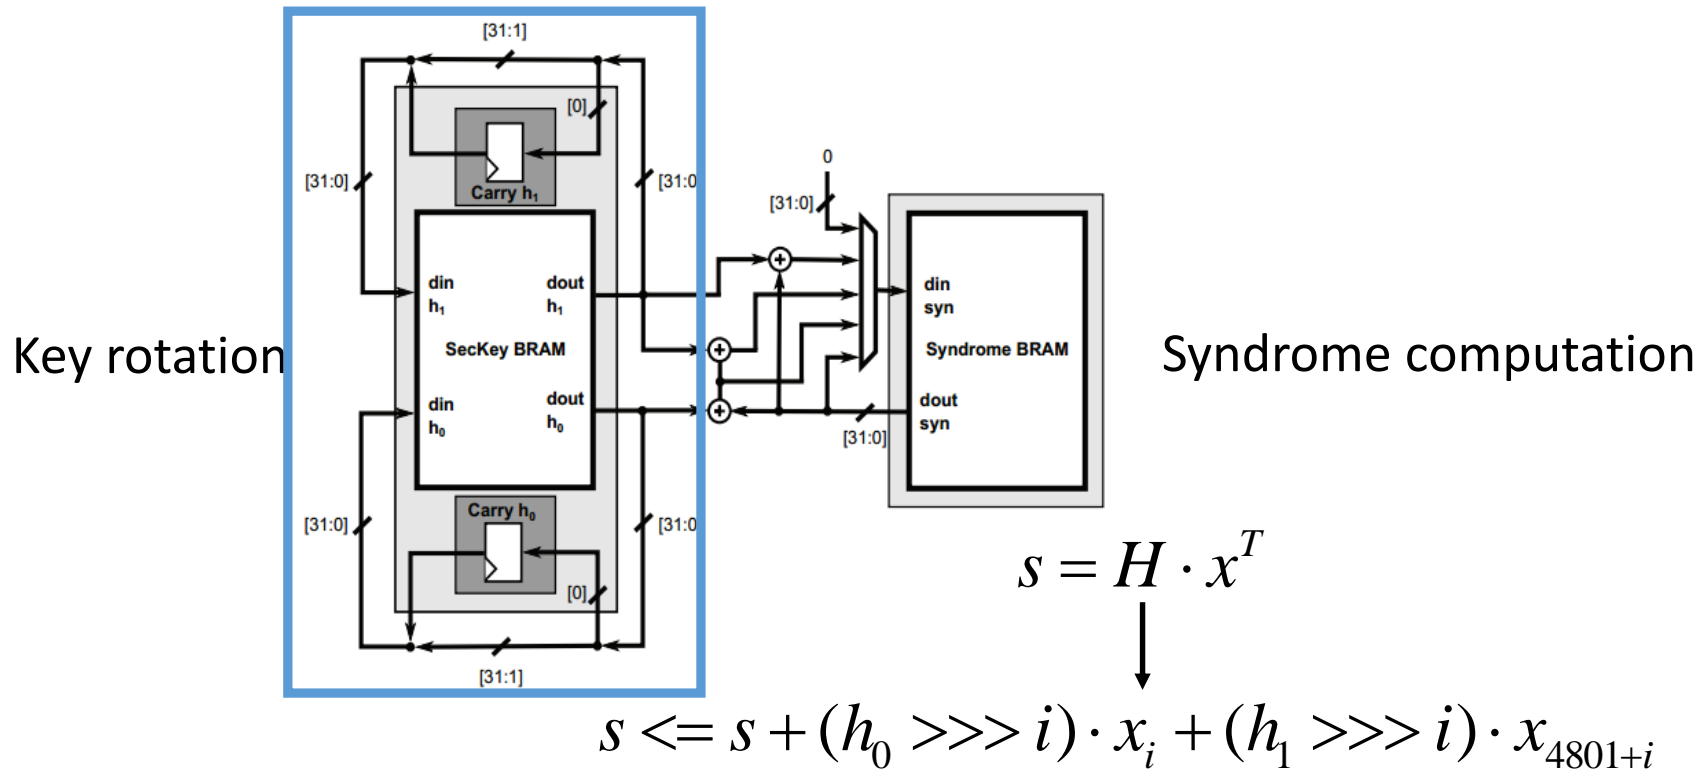 [31:1]
[0]
[31:0]
[31:0
Carry h₁
0
[31:0]
din
h₁
dout
h₁
din
syn
Key rotation
SecKey BRAM
Syndrome BRAM
Syndrome computation
din
h₀
dout
h₀
dout
syn
[31:0]
Carry h₀
[31:0]
[31:0
[0]
[31:1]
s = H · xᵀ
s <= s + (h₀ >>> i) · xᵢ + (h₁ >>> i) · x₄₈₀₁₊ᵢ